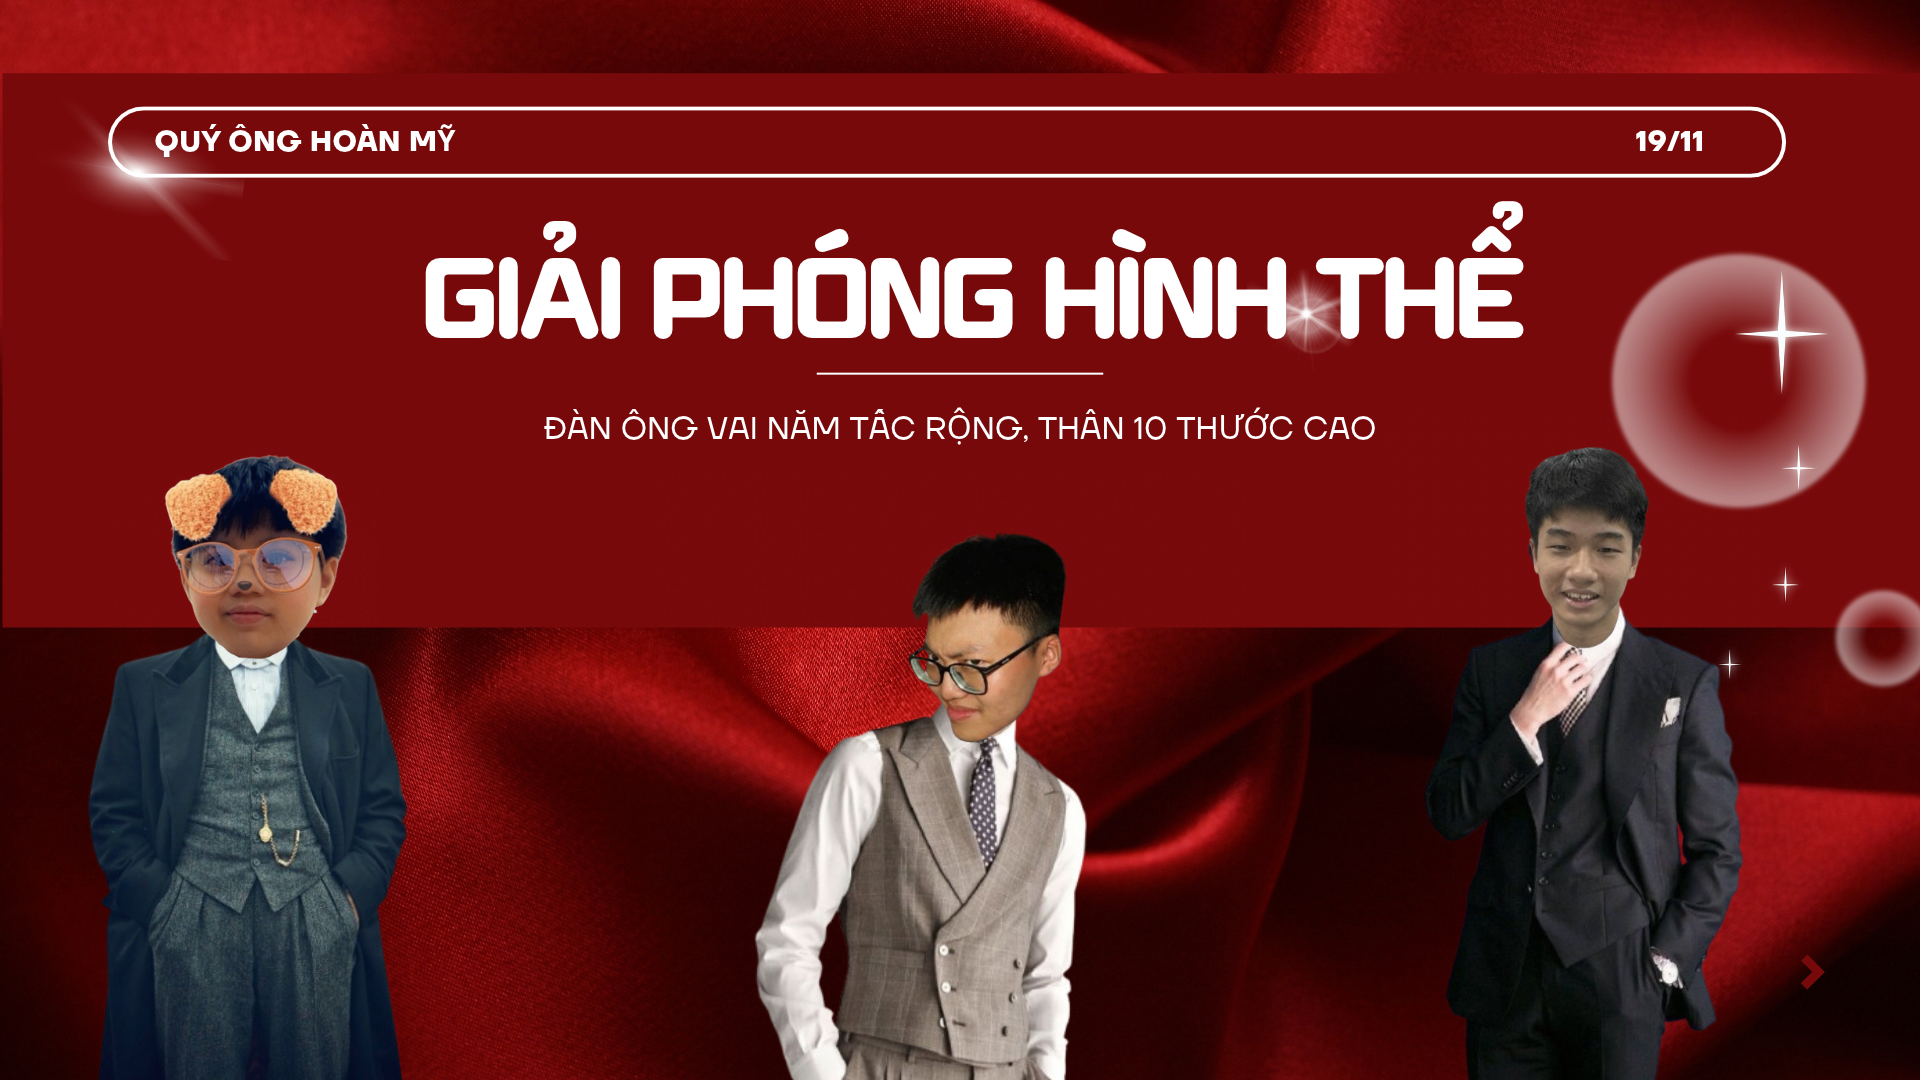 QUÝ ÔNG HOÀN MỸ
19/11
GIẢI PHÓNG HÌNH THỂ
ĐÀN ÔNG VAI NĂM TẤC RỘNG, THÂN 10 THƯỚC CAO